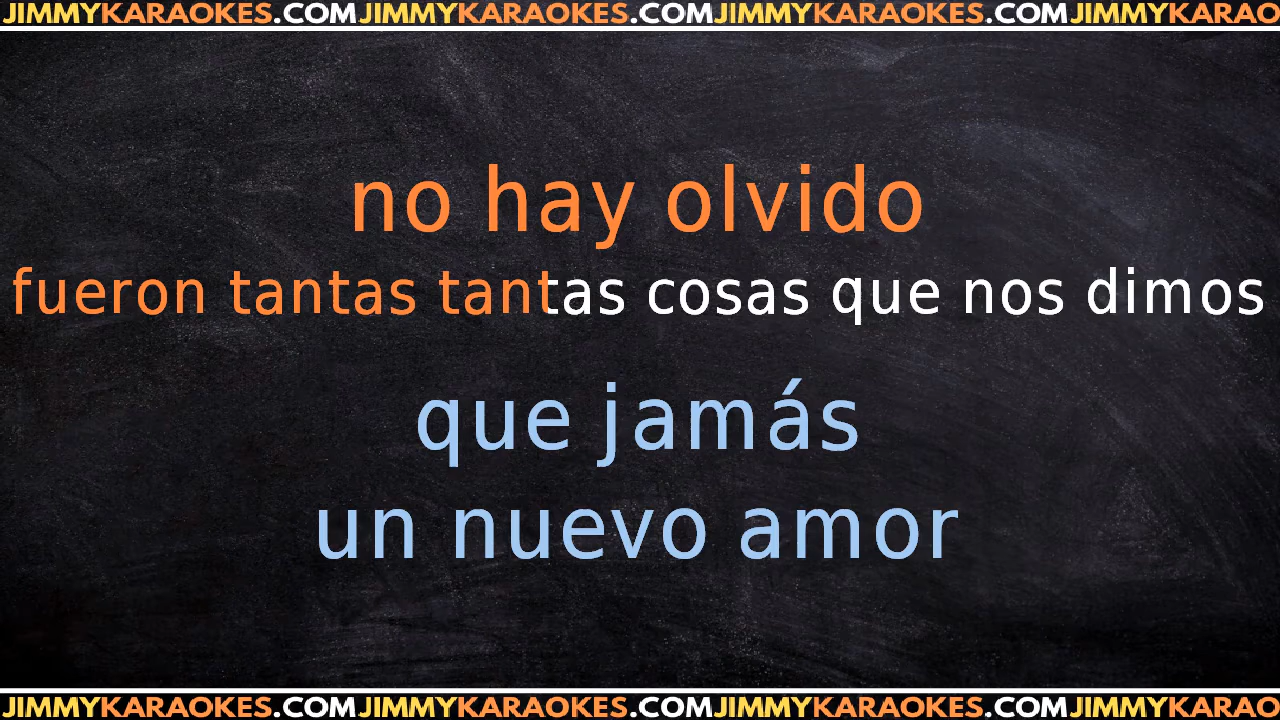 JIMMYKARAOKES.COMJIMMYKARAOKES.COMJIMMYKARAOKES.COMJIMMYKARAO
no hay olvido
fueron tantas tantas cosas que nos dimos
que jamás
un nuevo amor
JIMMYKARAOKES.COMJIMMYKARAOKES.COMJIMMYKARAOKES.COMJIMMYKARAO